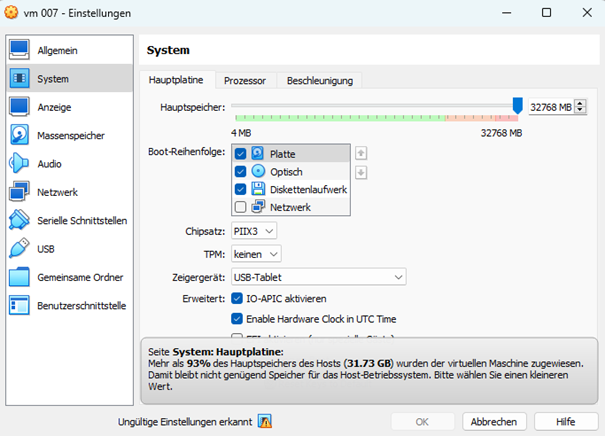 vm 007 - Einstellungen
Allgemein
System
Anzeige
Massenspeicher
Audio
Netzwerk
Serielle Schnittstellen
USB
Gemeinsame Ordner
Benutzerschnittstelle
System
Hauptplatine Prozessor Beschleunigung
Hauptspeicher: 32768 MB
4 MB 32768 MB
Boot-Reihenfolge: Platte
Optisch
Diskettenlaufwerk
Netzwerk
Chipsatz: PIIX3
TPM: keinen
Zeigergerät: USB-Tablet
Erweitert: IO-APIC aktivieren
Enable Hardware Clock in UTC Time
Seite System: Hauptplatine:
Mehr als 93% des Hauptspeichers des Hosts (31.73 GB) wurden der virtuellen Maschine zugewiesen.
Damit bleibt nicht genügend Speicher für das Host-Betriebssystem. Bitte wählen Sie einen kleineren
Wert.
Ungültige Einstellungen erkannt OK Abbrechen Hilfe